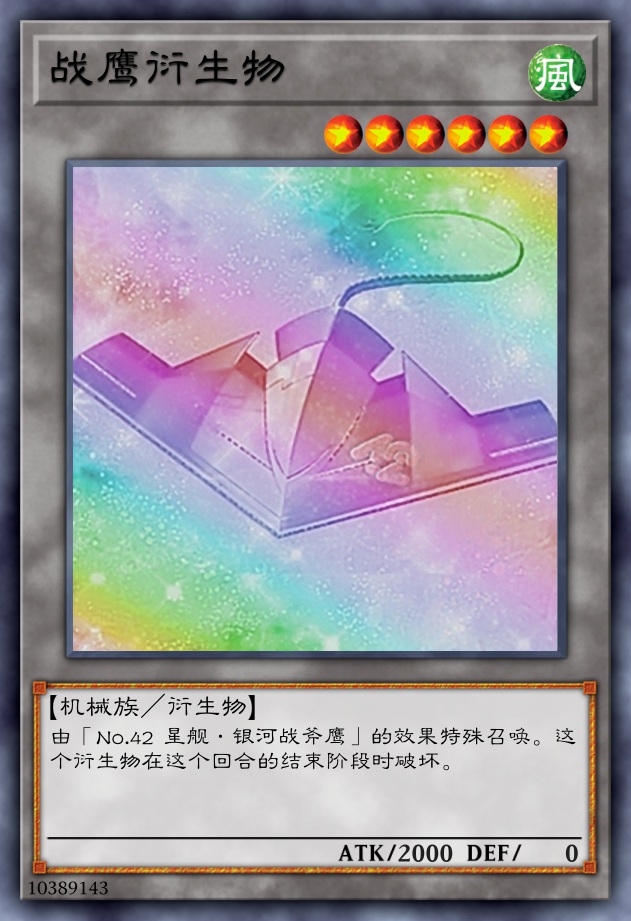 战鹰衍生物
風
【机械族／衍生物】
由「No.42 星舰·银河战斧鹰」的效果特殊召唤。这
个衍生物在这个回合的结束阶段时破坏。
ATK/2000 DEF/ 0
10389143